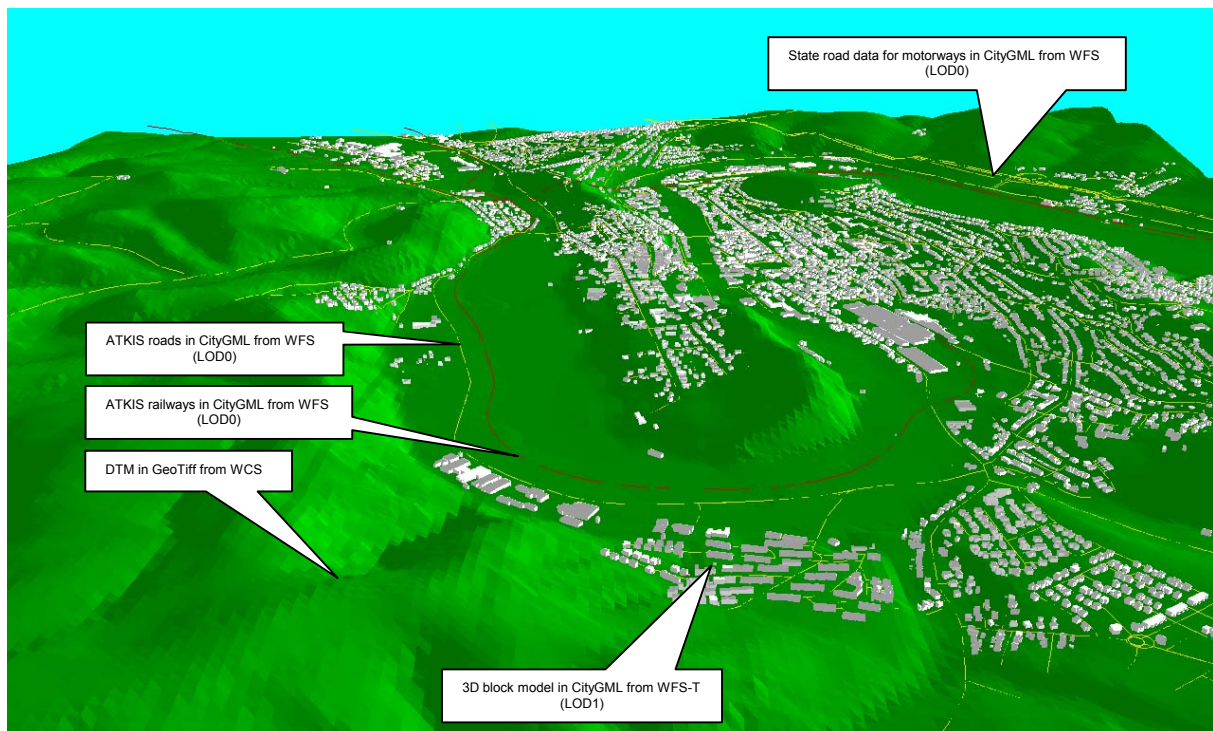 State road data for motorways in CityGML from WFS
(LOD0)
ATKIS roads in CityGML from WFS
(LOD0)
ATKIS railways in CityGML from WFS
(LOD0)
DTM in GeoTiff from WCS
3D block model in CityGML from WFS-T
(LOD1)